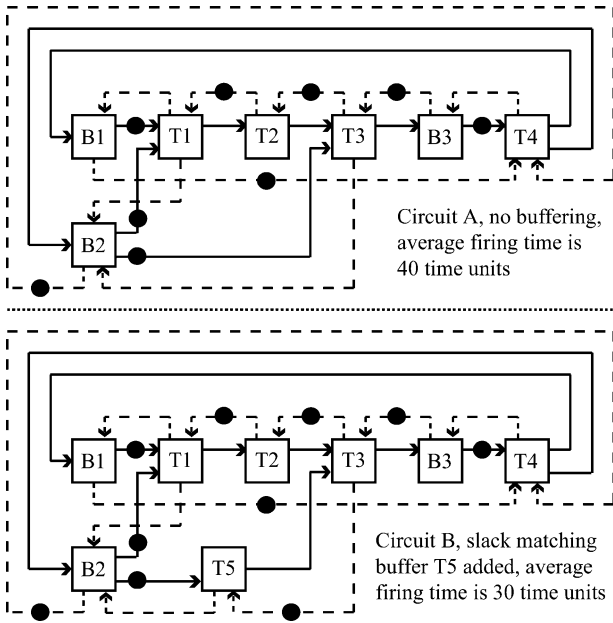 B1 T1 T2 T3 B3 T4
B2
Circuit A, no buffering,
average firing time is
40 time units
B1 T1 T2 T3 B3 T4
B2 T5
Circuit B, slack matching
buffer T5 added, average
firing time is 30 time units